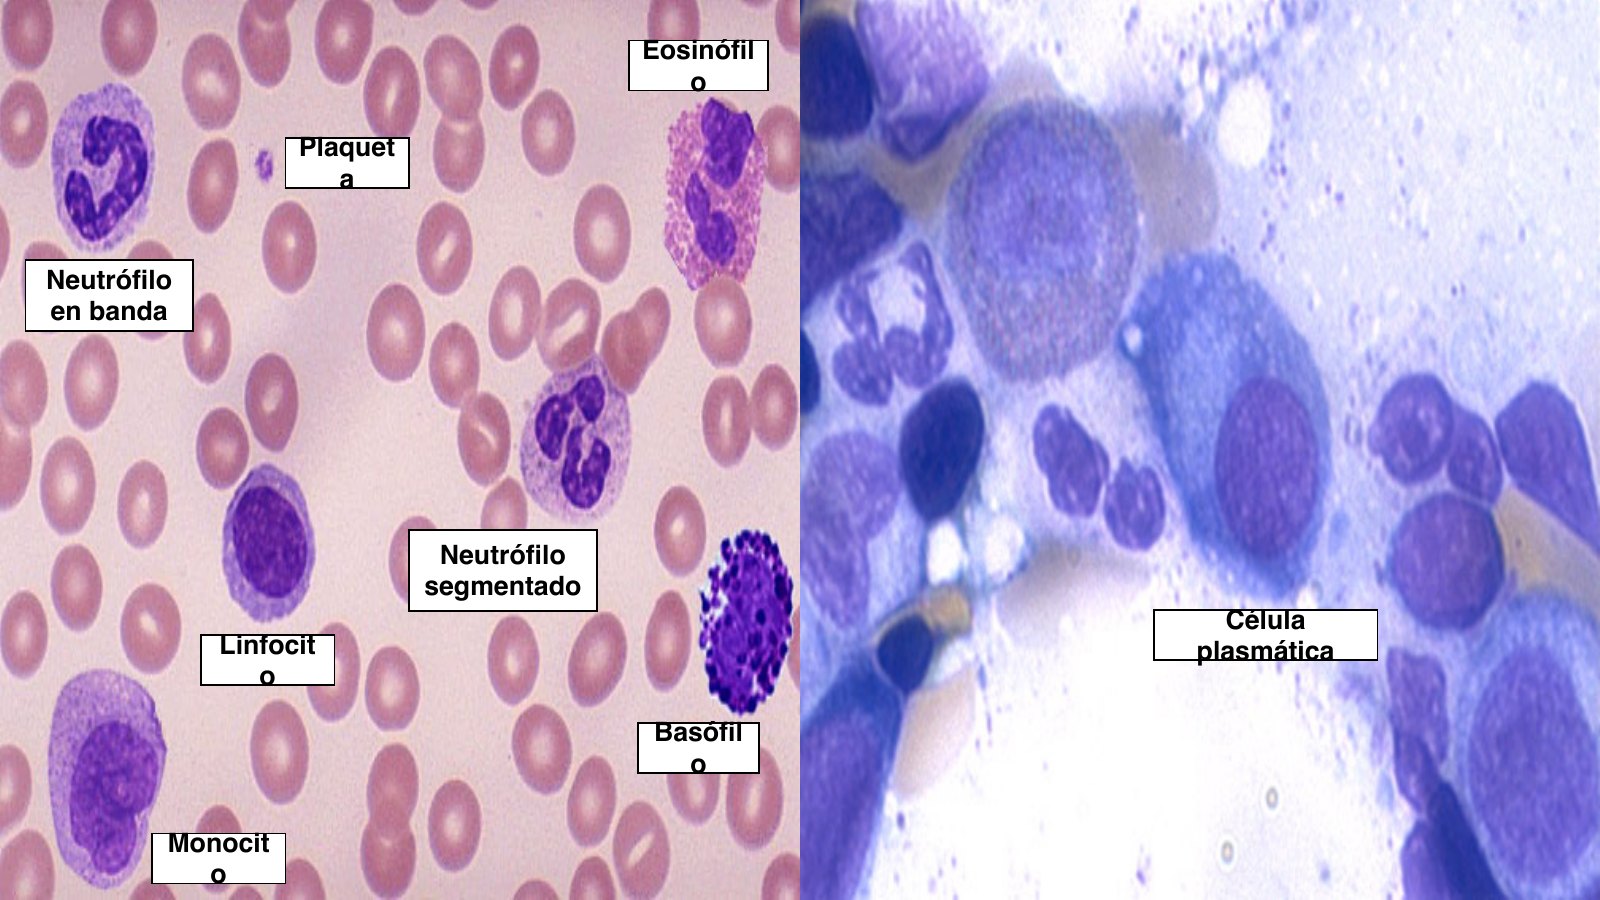 Eosinófil
o
Plaquet
a
Neutrófilo
en banda
Neutrófilo
segmentado
Linfocit
o
Basófil
o
Monocit
o
Célula
plasmática